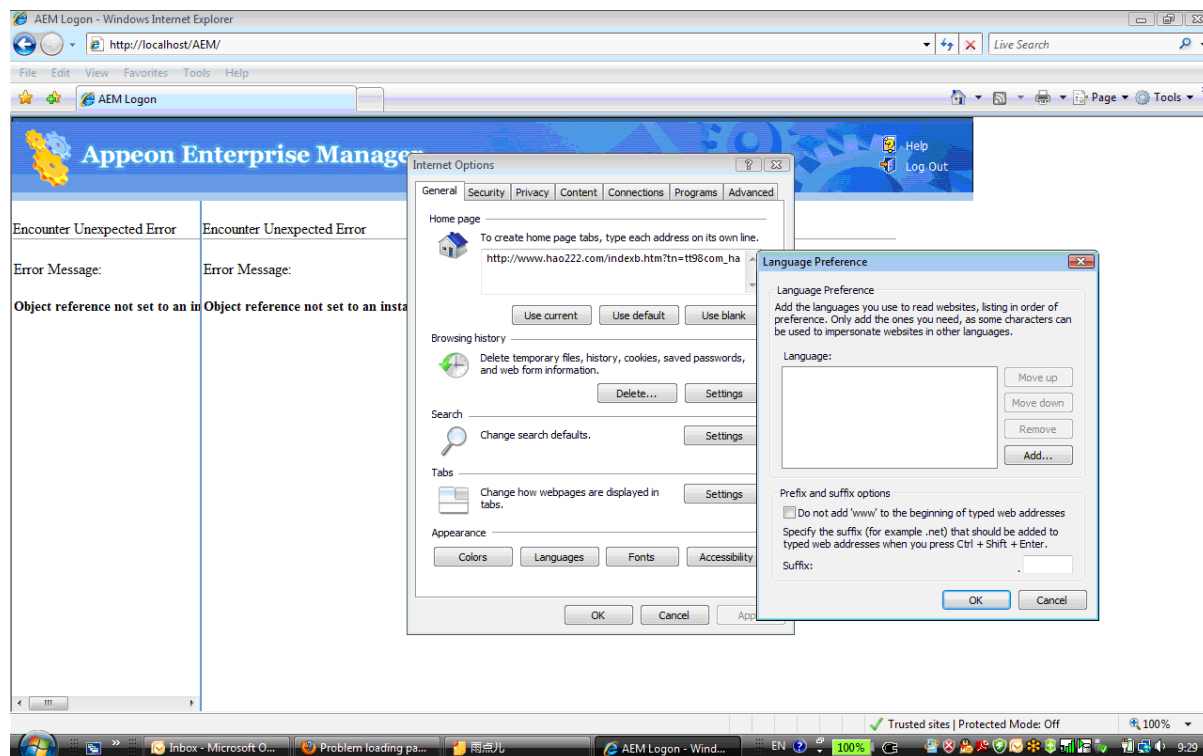 AEM Logon - Windows Internet Explorer
http://localhost/AEM/
Live Search
File Edit View Favorites Tools Help
AEM Logon
Page Tools
Appeon Enterprise Manager
Help
Log Out
Encounter Unexpected Error
Error Message:
Object reference not set to an in
Encounter Unexpected Error
Error Message:
Object reference not set to an insta
Internet Options
General Security Privacy Content Connections Programs Advanced
Home page
To create home page tabs, type each address on its own line.
http://www.hao222.com/indexb.htm?tn=tt98com_ha
Use current Use default Use blank
Browsing history
Delete temporary files, history, cookies, saved passwords,
and web form information.
Delete... Settings
Search
Change search defaults.
Settings
Tabs
Change how webpages are displayed in
tabs.
Settings
Appearance
Colors Languages Fonts Accessibility
OK Cancel App
Language Preference
Language Preference
Add the languages you use to read websites, listing in order of
preference. Only add the ones you need, as some characters can
be used to impersonate websites in other languages.
Language:
Move up
Move down
Remove
Add...
Prefix and suffix options
Do not add 'www' to the beginning of typed web addresses
Specify the suffix (for example .net) that should be added to
typed web addresses when you press Ctrl + Shift + Enter.
Suffix: .
OK Cancel
Trusted sites | Protected Mode: Off 100%
Inbox - Microsoft O... Problem loading pa... 雨点儿 AEM Logon - Wind... EN 100% 9:29